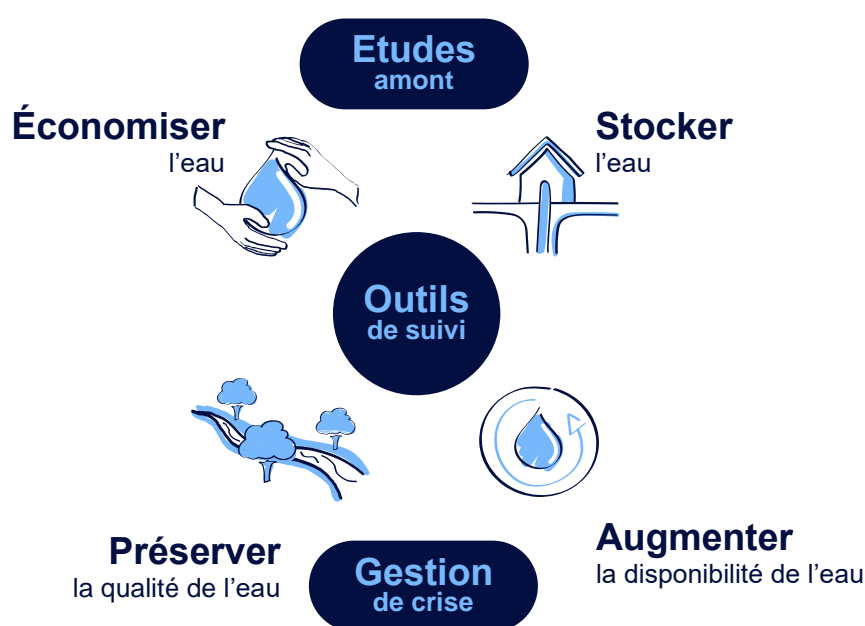 Etudes
amont
Économiser
l'eau
Stocker
l'eau
Outils
de suivi
Préserver
la qualité de l'eau
Augmenter
la disponibilité de l'eau
Gestion
de crise